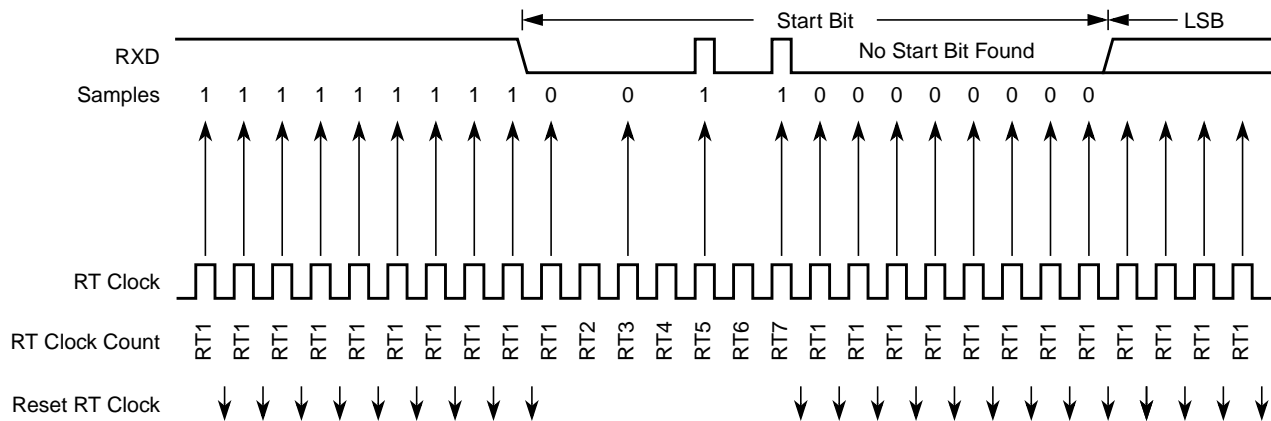 Start Bit LSB
RXD No Start Bit Found
Samples 1 1 1 1 1 1 1 1 1 0 0 1 1 0 0 0 0 0 0 0 0
RT Clock
RT Clock Count RT1 RT1 RT1 RT1 RT1 RT1 RT1 RT1 RT1 RT1 RT2 RT3 RT4 RT5 RT6 RT7 RT1 RT1 RT1 RT1 RT1 RT1 RT1 RT1 RT1 RT1 RT1 RT1
Reset RT Clock